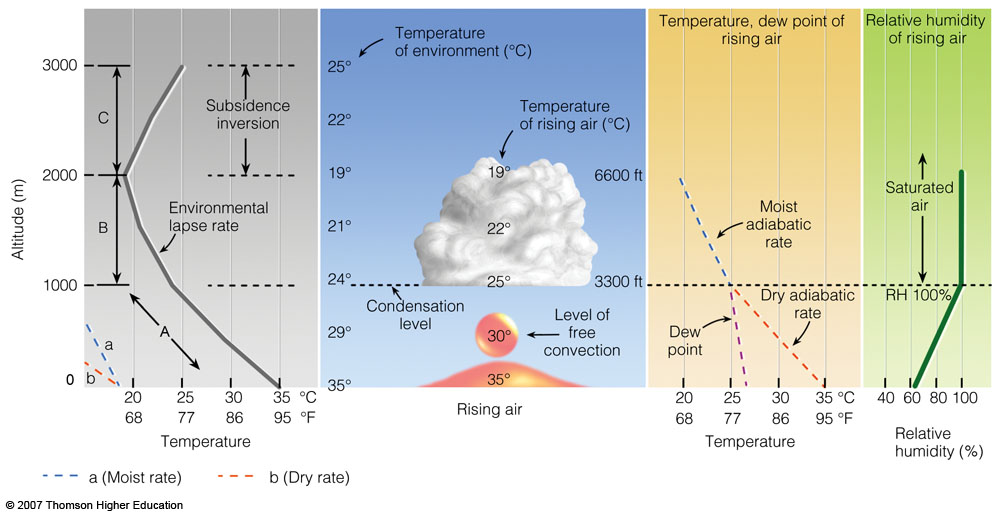 Altitude (m)
3000
2000
1000
0
C
B
A
a
b
Subsidence
inversion
Environmental
lapse rate
20 25 30 35 °C
68 77 86 95 °F
Temperature
Temperature
of environment (°C)
25°
22°
19°
21°
24°
29°
35°
Temperature
of rising air (°C)
19°
22°
25°
30°
35°
6600 ft
3300 ft
Condensation
level
Level of
free
convection
Rising air
Temperature, dew point of
rising air
Moist
adiabatic
rate
Dry adiabatic
rate
Dew
point
20 25 30 35 °C
68 77 86 95 °F
Temperature
Relative humidity
of rising air
Saturated
air
RH 100%
40 60 80 100
Relative
humidity (%)
a (Moist rate) b (Dry rate)
© 2007 Thomson Higher Education